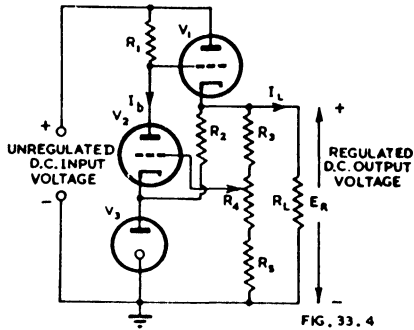 R₁
V₁
I_b
I_L
V₂
+
R₂
R₃
+
UNREGULATED
D.C. INPUT
VOLTAGE
REGULATED
D.C. OUTPUT
VOLTAGE
-
V₃
R₄
R_L
E_R
R₅
-
FIG. 33.4